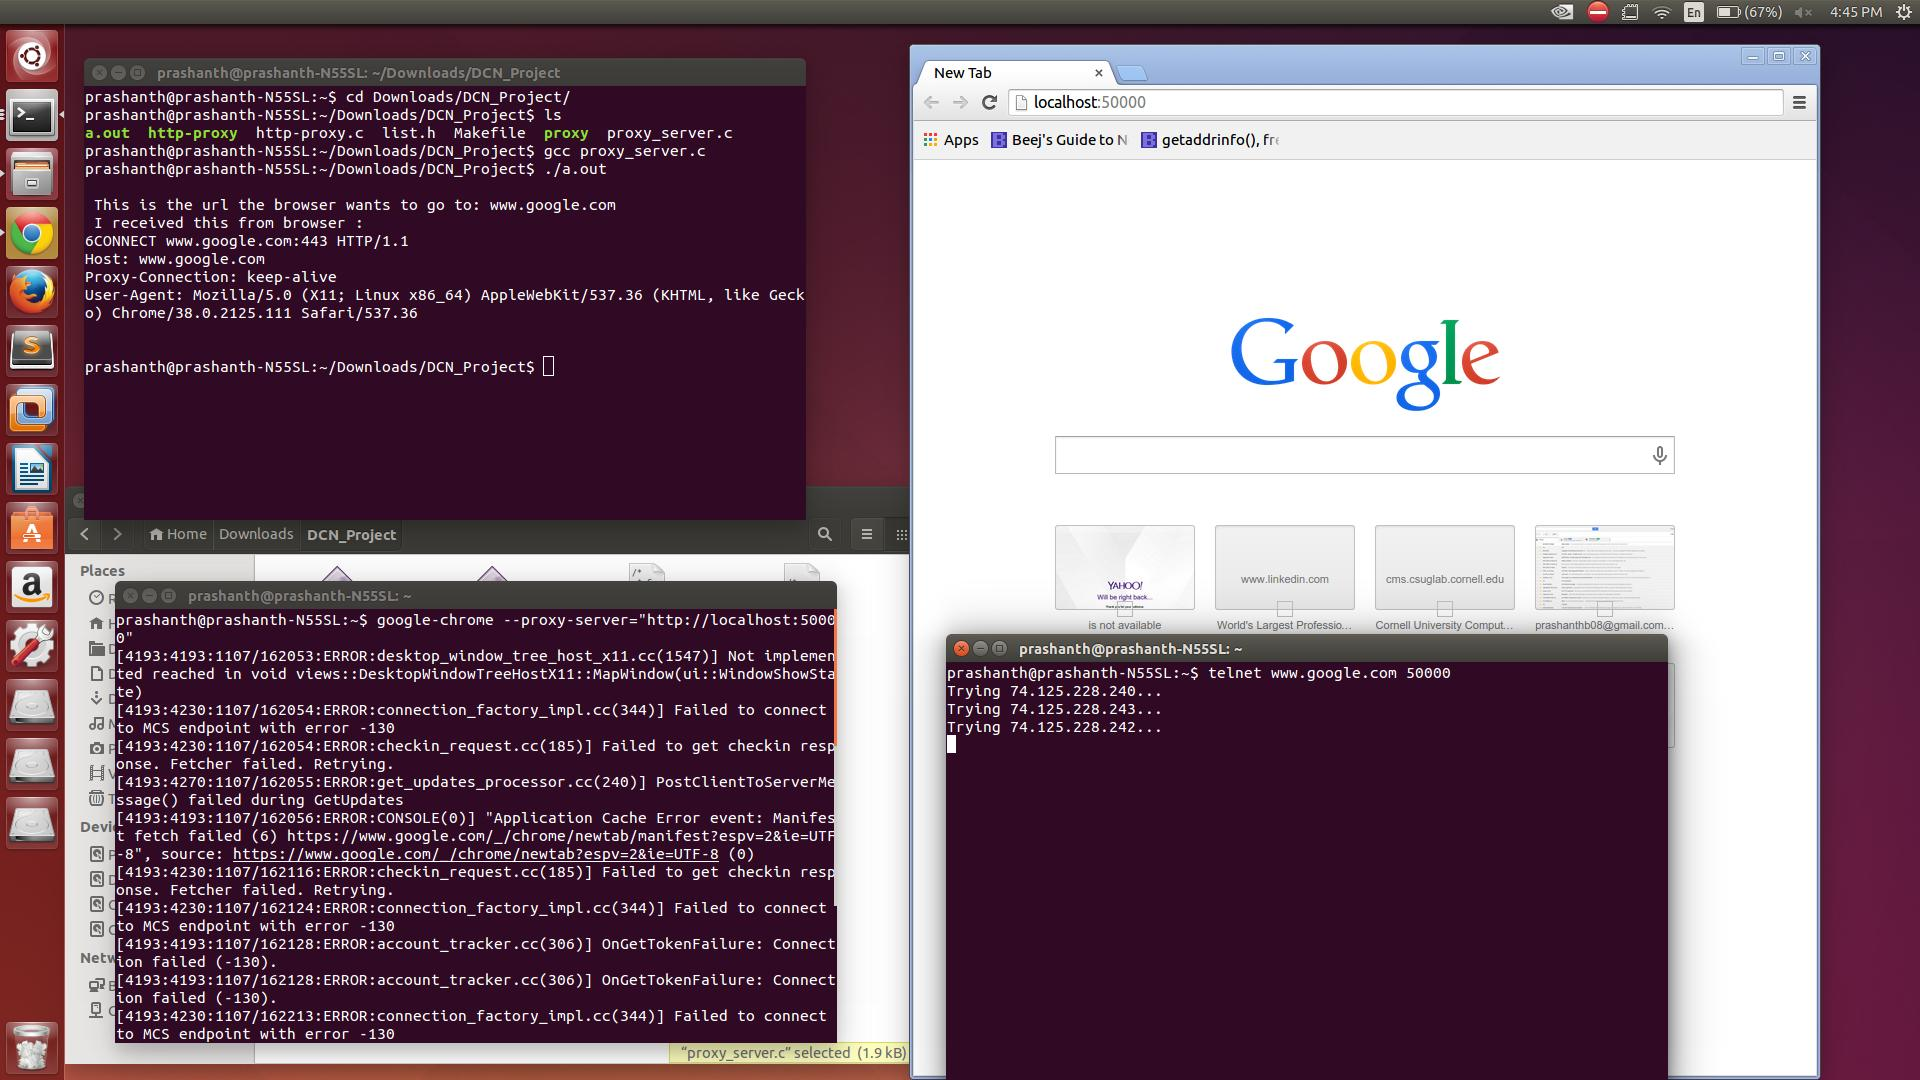 En
(67%)
4:45 PM
prashanth@prashanth-N55SL: ~/Downloads/DCN_Project
prashanth@prashanth-N55SL:~$ cd Downloads/DCN_Project/
prashanth@prashanth-N55SL:~/Downloads/DCN_Project$ ls
a.out http-proxy http-proxy.c list.h Makefile proxy proxy_server.c
prashanth@prashanth-N55SL:~/Downloads/DCN_Project$ gcc proxy_server.c
prashanth@prashanth-N55SL:~/Downloads/DCN_Project$ ./a.out
This is the url the browser wants to go to: www.google.com
I received this from browser :
6CONNECT www.google.com:443 HTTP/1.1
Host: www.google.com
Proxy-Connection: keep-alive
User-Agent: Mozilla/5.0 (X11; Linux x86_64) AppleWebKit/537.36 (KHTML, like Geck
o) Chrome/38.0.2125.111 Safari/537.36
prashanth@prashanth-N55SL:~/Downloads/DCN_Project$
Home
Downloads
DCN_Project
Places
Devi
Netw
prashanth@prashanth-N55SL: ~
prashanth@prashanth-N55SL:~$ google-chrome --proxy-server="http://localhost:5000
0"
[4193:4193:1107/162053:ERROR:desktop_window_tree_host_x11.cc(1547)] Not implemen
ted reached in void views::DesktopWindowTreeHostX11::MapWindow(ui::WindowShowSta
te)
[4193:4230:1107/162054:ERROR:connection_factory_impl.cc(344)] Failed to connect
to MCS endpoint with error -130
[4193:4230:1107/162054:ERROR:checkin_request.cc(185)] Failed to get checkin resp
onse. Fetcher failed. Retrying.
[4193:4270:1107/162055:ERROR:get_updates_processor.cc(240)] PostClientToServerMe
ssage() failed during GetUpdates
[4193:4193:1107/162056:ERROR:CONSOLE(0)] "Application Cache Error event: Manifes
t fetch failed (6) https://www.google.com/_/chrome/newtab/manifest?espv=2&ie=UTF
-8", source: https://www.google.com/_/chrome/newtab?espv=2&ie=UTF-8 (0)
[4193:4230:1107/162116:ERROR:checkin_request.cc(185)] Failed to get checkin resp
onse. Fetcher failed. Retrying.
[4193:4230:1107/162124:ERROR:connection_factory_impl.cc(344)] Failed to connect
to MCS endpoint with error -130
[4193:4193:1107/162128:ERROR:account_tracker.cc(306)] OnGetTokenFailure: Connect
ion failed (-130).
[4193:4193:1107/162128:ERROR:account_tracker.cc(306)] OnGetTokenFailure: Connect
ion failed (-130).
[4193:4230:1107/162213:ERROR:connection_factory_impl.cc(344)] Failed to connect
to MCS endpoint with error -130
"proxy_server.c" selected (1.9 kB)
New Tab
localhost:50000
Apps
Beej's Guide to N
getaddrinfo(), fre
Google
YAHOO!
Will be right back...
is not available
www.linkedin.com
World's Largest Professio...
cms.csuglab.cornell.edu
Cornell University Comput...
prashanthb08@gmail.com...
prashanth@prashanth-N55SL: ~
prashanth@prashanth-N55SL:~$ telnet www.google.com 50000
Trying 74.125.228.240...
Trying 74.125.228.243...
Trying 74.125.228.242...